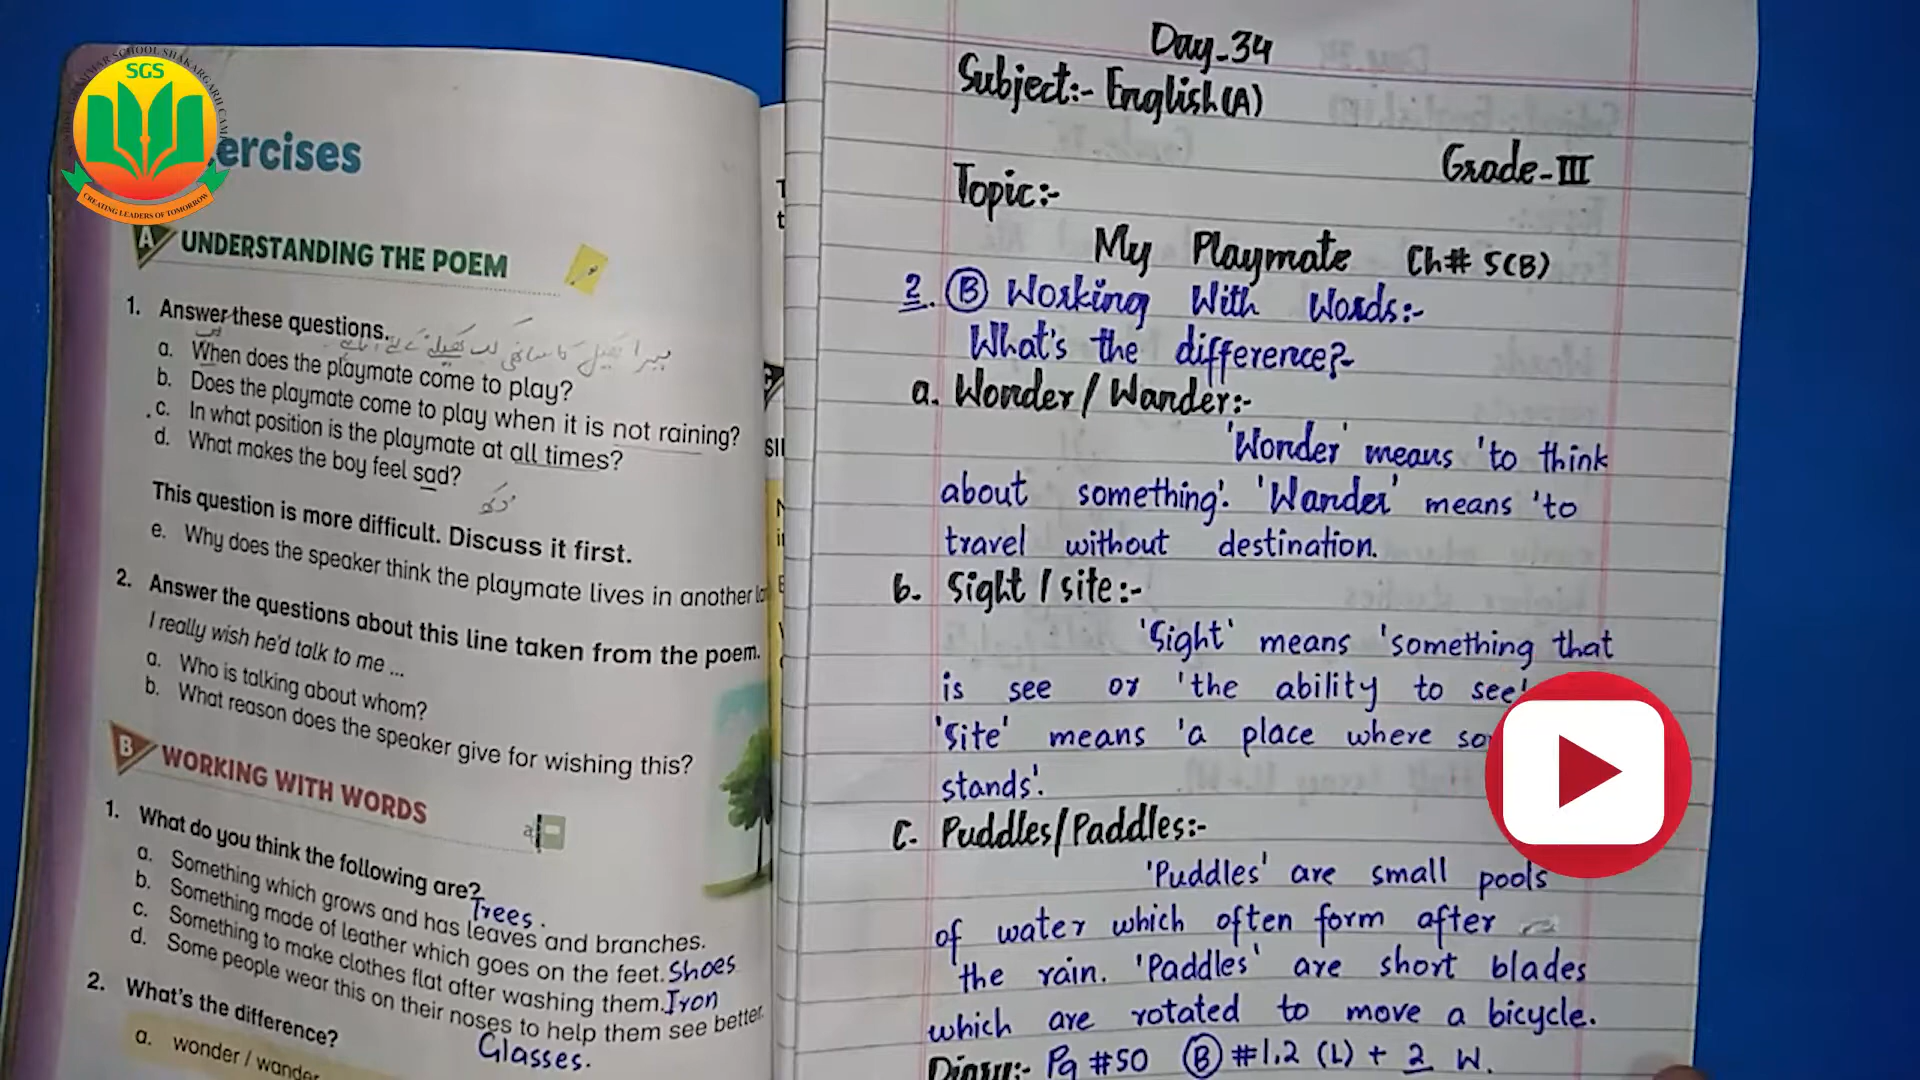 SGS
CREATING LEADERS OF TOMORROW
ercises
A UNDERSTANDING THE POEM
1. Answer these questions.
a. When does the playmate come to play?
b. Does the playmate come to play when it is not raining?
c. In what position is the playmate at all times?
d. What makes the boy feel sad?
This question is more difficult. Discuss it first.
e. Why does the speaker think the playmate lives in another
2. Answer the questions about this line taken from the poem.
I really wish he'd talk to me ...
a. Who is talking about whom?
b. What reason does the speaker give for wishing this?
B WORKING WITH WORDS
1. What do you think the following are?
a. Something which grows and has leaves and branches. Trees.
b. Something made of leather which goes on the feet. Shoes
c. Something to make clothes flat after washing them. Iron
d. Some people wear this on their noses to help them see better.
Glasses.
2. What's the difference?
a. wonder / wander
Day-34
Subject:- English(A)
Grade-III
Topic:-
My Playmate Ch# 5(B)
2. B Working With Words:-
What's the difference?-
a. Wonder / Wander:-
'Wonder' means 'to think
about something'. 'Wander' means 'to
travel without destination.
b. Sight / site:-
'Sight' means 'something that
is see or 'the ability to see'
'Site' means 'a place where
stands'.
C. Puddles/Paddles:-
'Puddles' are small pools
of water which often form after
the rain. 'Paddles' are short blades
which are rotated to move a bicycle.
Diary:- Pg #50 B #1,2 (L) + 2 W.